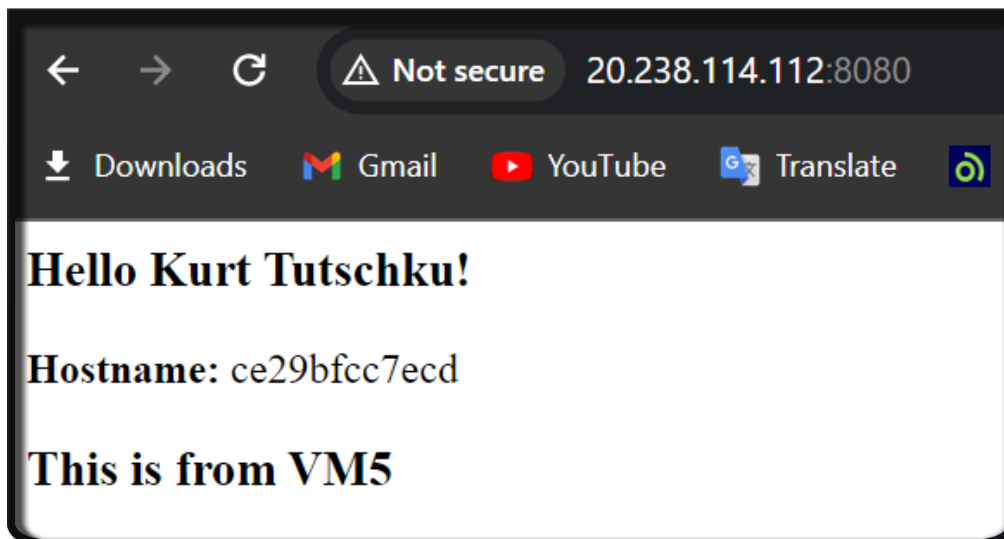 Not secure 20.238.114.112:8080
Downloads Gmail YouTube Translate
Hello Kurt Tutschku!
Hostname: ce29bfcc7ecd
This is from VM5